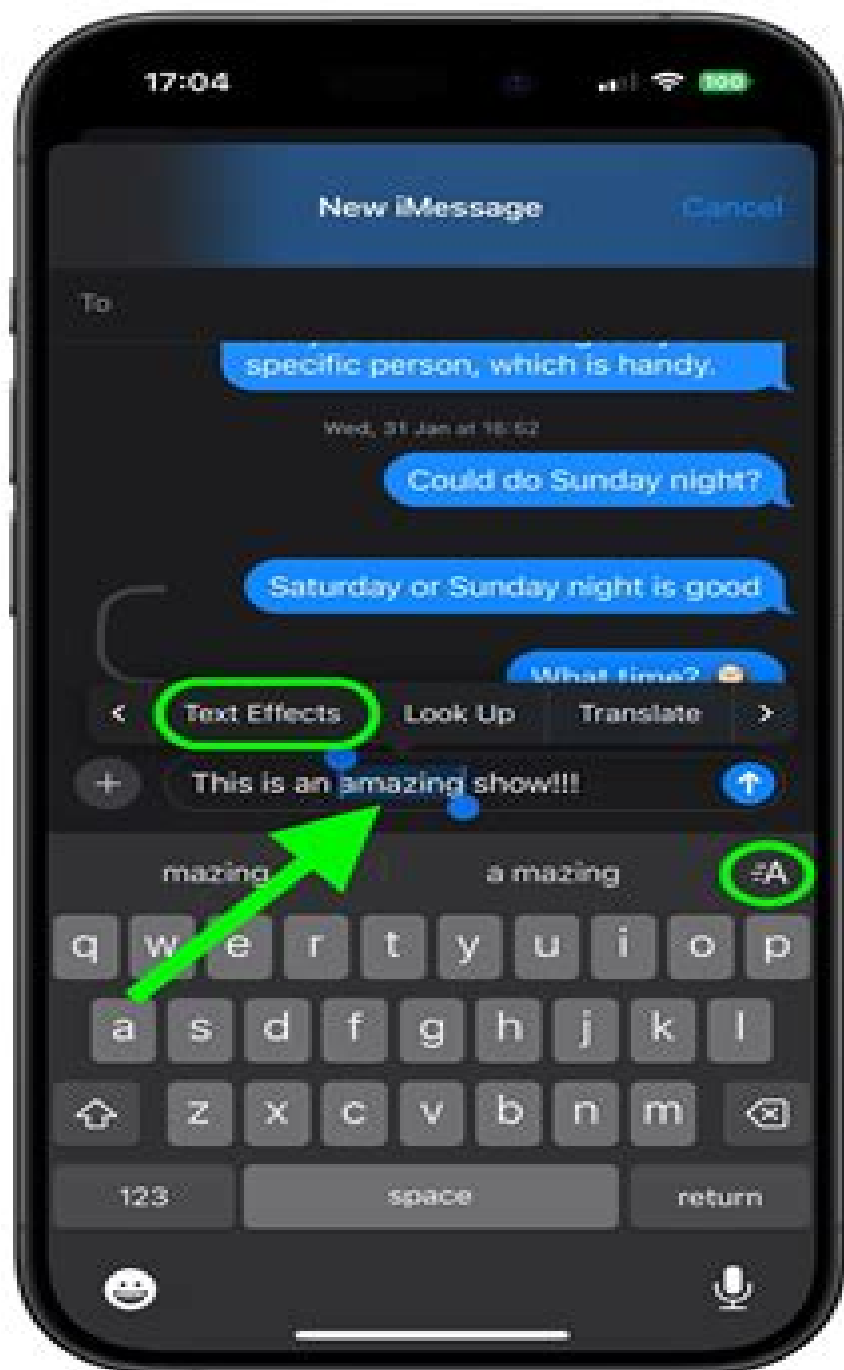 17:04
100
New iMessage
Cancel
To
specific person, which is handy.
Wed, 31 Jan at 16:52
Could do Sunday night?
Saturday or Sunday night is good
What time?
< Text Effects Look Up Translate >
+ This is an amazing show!!!
mazing a mazing A
q w e r t y u i o p
a s d f g h j k l
z x c v b n m
123 space return